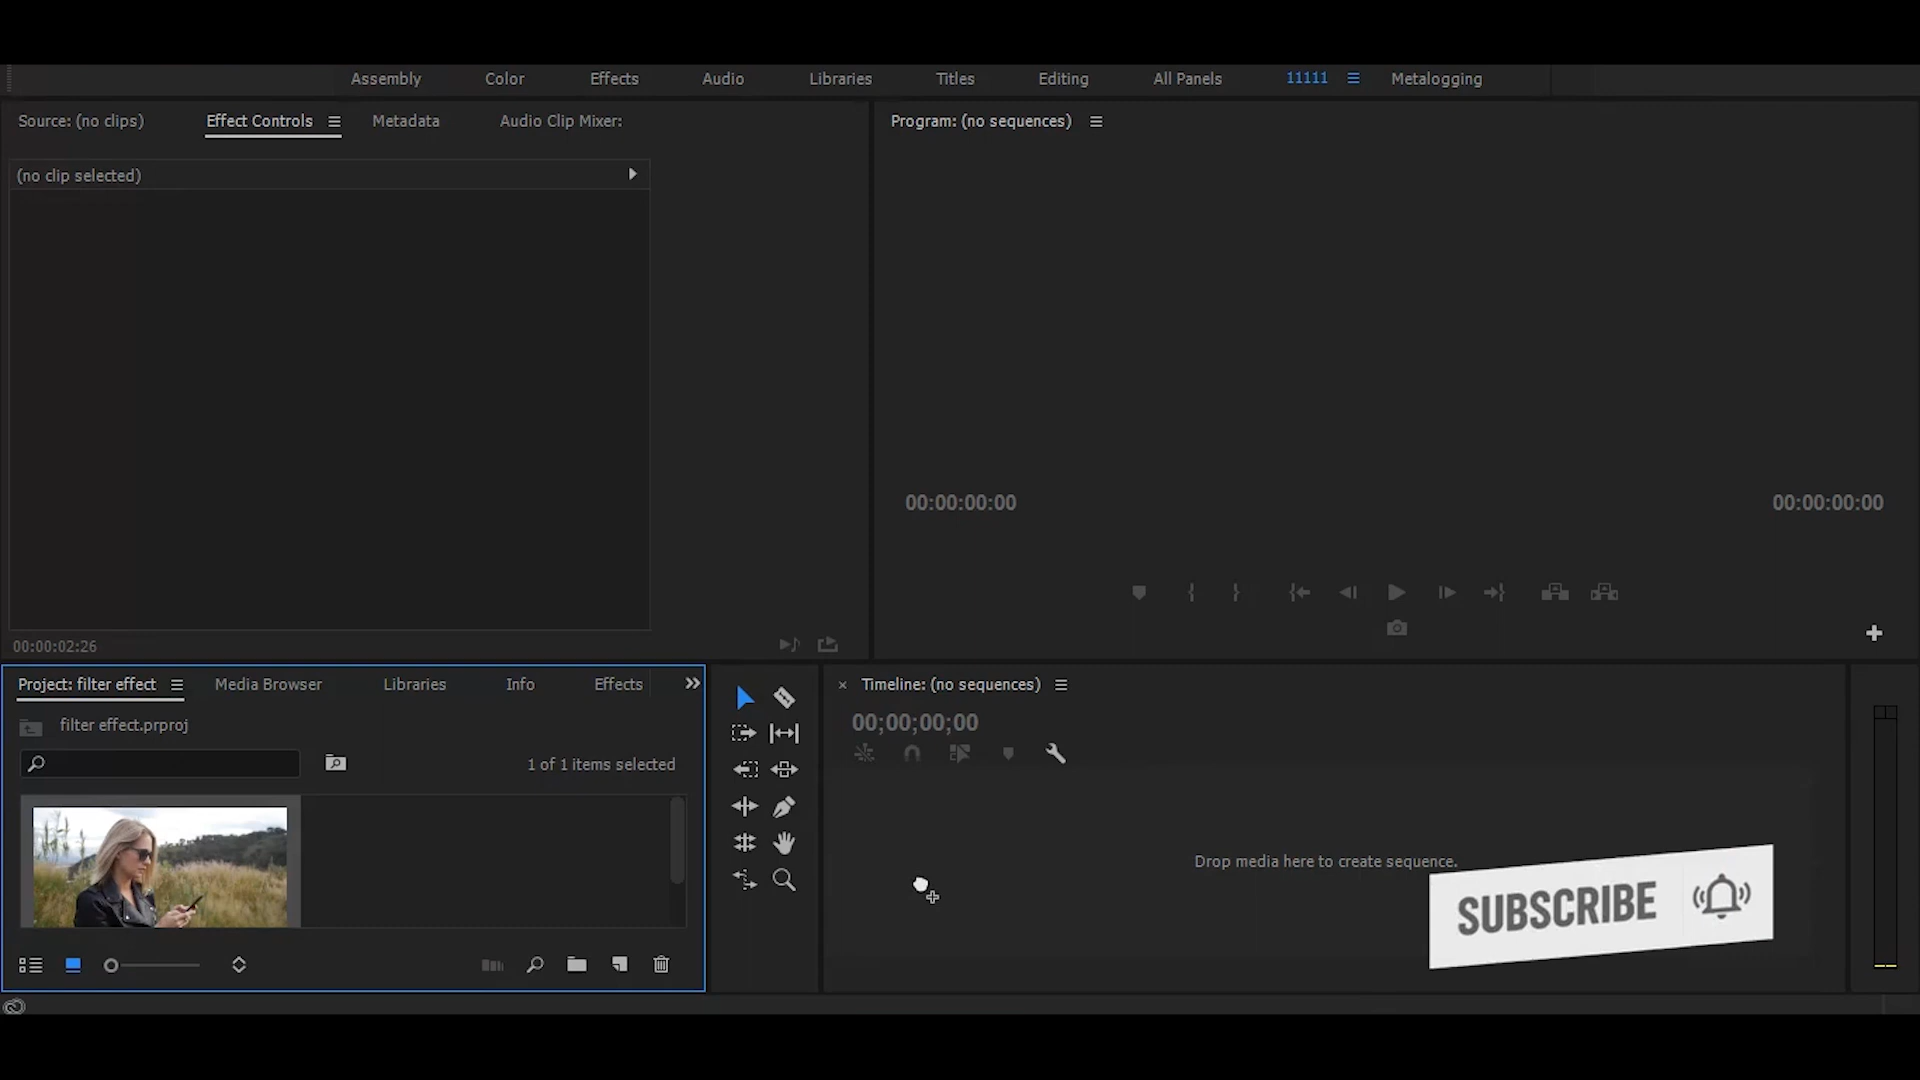 Assembly Color Effects Audio Libraries Titles Editing All Panels 11111 Metalogging
Source: (no clips) Effect Controls Metadata Audio Clip Mixer:
Program: (no sequences)
(no clip selected)
00:00:00:00 00:00:00:00
00:00:02:26
Project: filter effect Media Browser Libraries Info Effects
Timeline: (no sequences)
filter effect.prproj
00;00;00;00
1 of 1 items selected
Drop media here to create sequence.
SUBSCRIBE